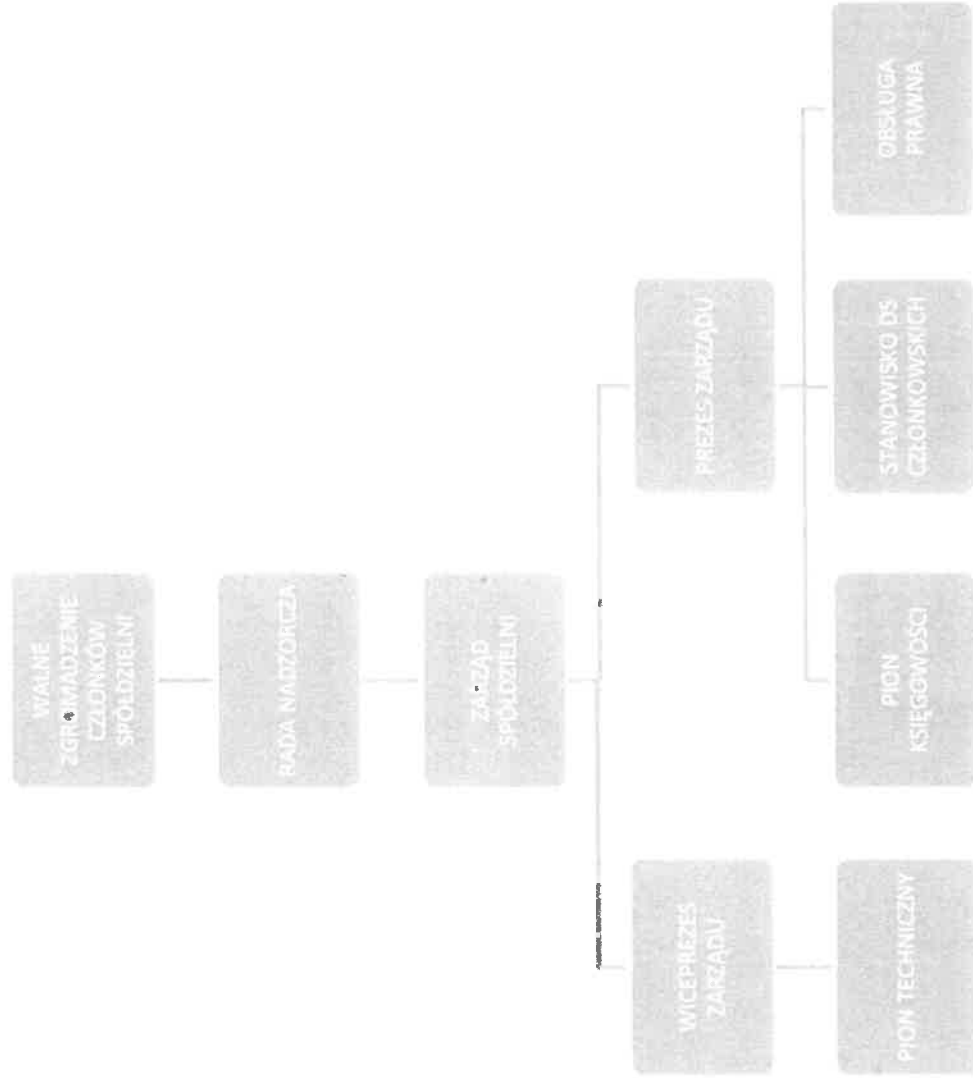 WALNE
ZGROMADZENIE
CZŁONKÓW
SPÓŁDZIELNI
RADA NADZORCZA
ZARZĄD
SPÓŁDZIELNI
WICEPREZES
ZARZĄDU
PREZES ZARZĄDU
PION TECHNICZNY
PION
KSIĘGOWOŚCI
STANOWISKO DS
CZŁONKOWSKICH
OBSŁUGA
PRAWNA